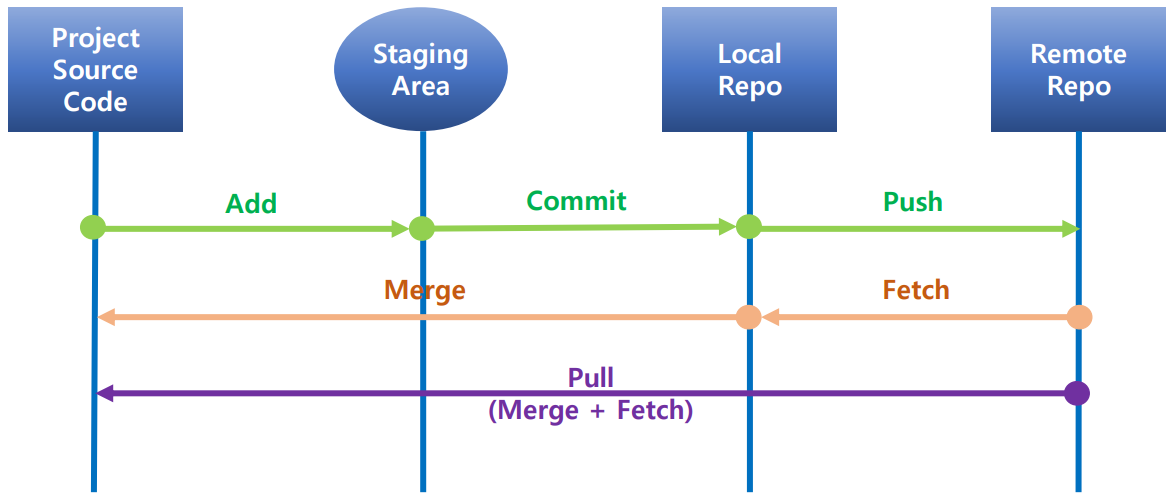 Project
Source
Code
Staging
Area
Local
Repo
Remote
Repo
Add
Commit
Push
Merge
Fetch
Pull
(Merge + Fetch)